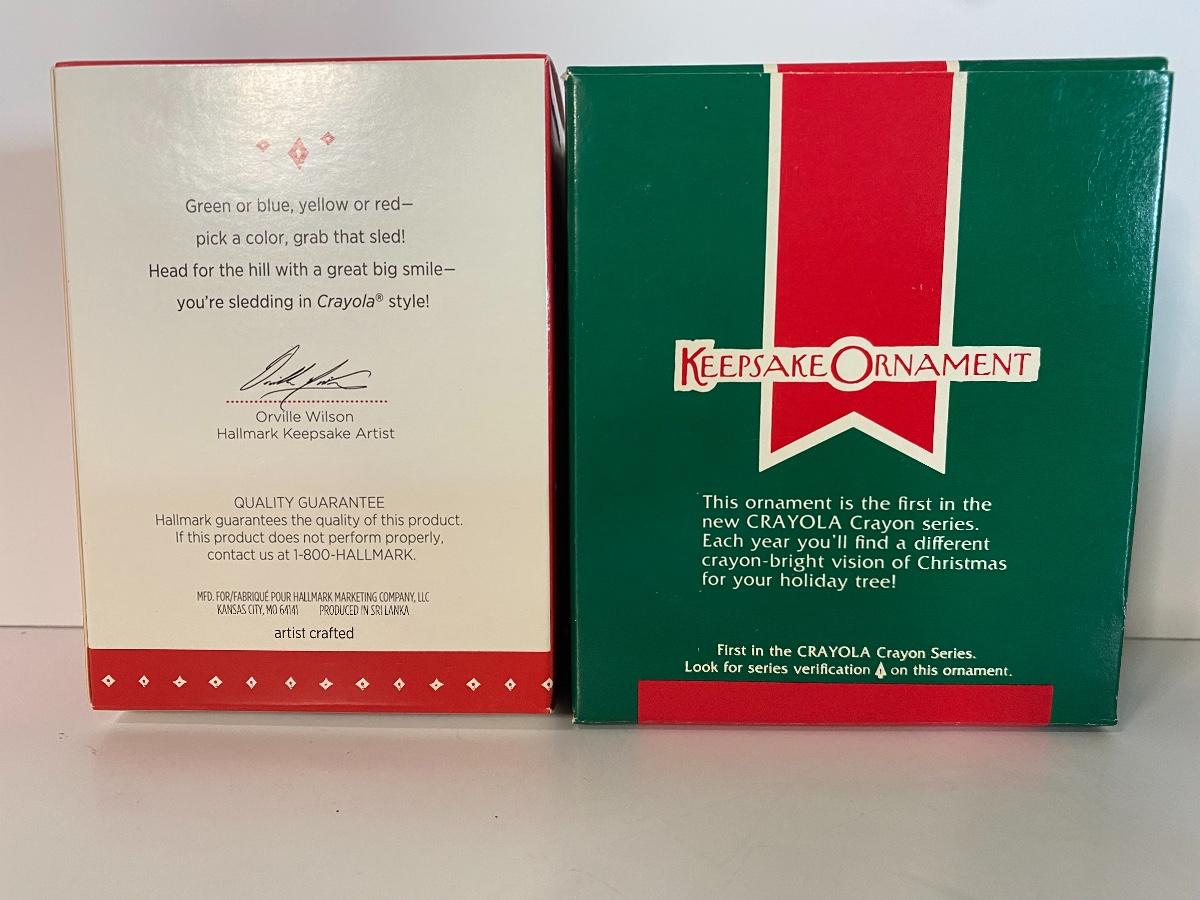 Green or blue, yellow or red—
pick a color, grab that sled!
Head for the hill with a great big smile—
you're sledding in Crayola® style!
Orville Wilson
Hallmark Keepsake Artist
QUALITY GUARANTEE
Hallmark guarantees the quality of this product.
If this product does not perform properly,
contact us at 1-800-HALLMARK.
MFD. FOR/FABRIQUÉ POUR HALLMARK MARKETING COMPANY, LLC
KANSAS CITY, MO 64141 PRODUCED IN SRI LANKA
artist crafted
KEEPSAKE ORNAMENT
This ornament is the first in the
new CRAYOLA Crayon series.
Each year you'll find a different
crayon-bright vision of Christmas
for your holiday tree!
First in the CRAYOLA Crayon Series.
Look for series verification on this ornament.